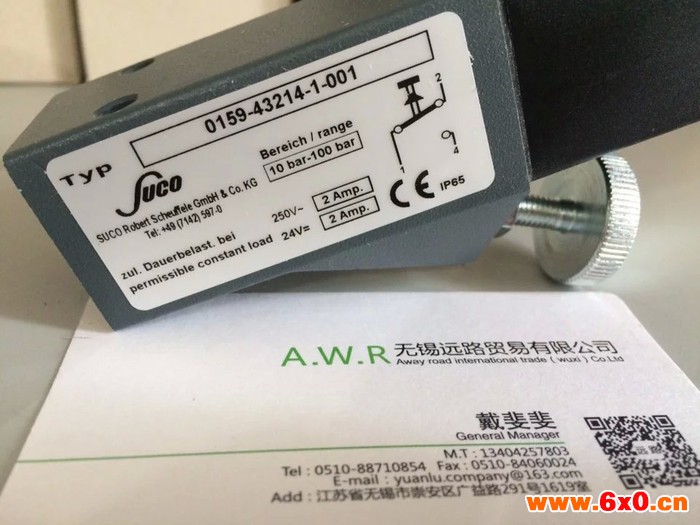 Typ 0159-43214-1-001
SUCO
SUCO Robert Scheuffele GmbH & Co. KG
Tel: +49 (7142) 597-0
Bereich / range
10 bar-100 bar
zul. Dauerbelast. bei 250V~ 2 Amp.
permissible constant load 24V= 2 Amp.
2
1
4
CE IP65
A.W.R 无锡远路贸易有限公司
Away road international trade (wuxi) Co.Ltd
戴斐斐
General Manager
M.T : 13404257803
Tel : 0510-88710854 Fax : 0510-84060024
E-mail : yuanlu.company@163.com
Add : 江苏省无锡市崇安区广益路291号1619室
www.6x0.cn